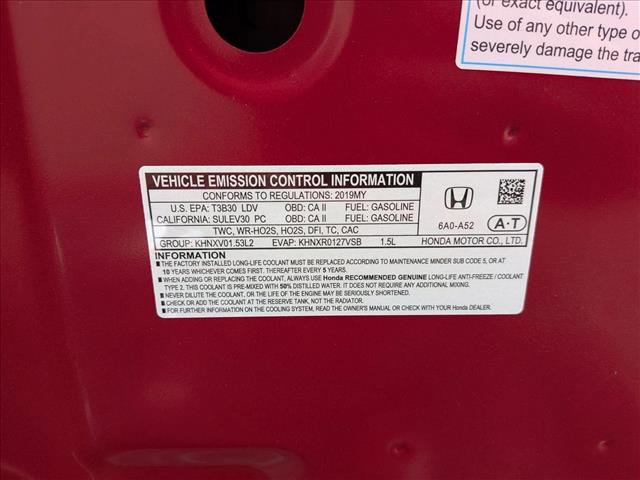 (or exact equivalent).
Use of any other type o
severely damage the tra
VEHICLE EMISSION CONTROL INFORMATION
CONFORMS TO REGULATIONS: 2019MY
U.S. EPA: T3B30 LDV OBD: CA II FUEL: GASOLINE
CALIFORNIA: SULEV30 PC OBD: CA II FUEL: GASOLINE
TWC, WR-HO2S, HO2S, DFI, TC, CAC
GROUP: KHNXV01.53L2 EVAP: KHNXR0127VSB 1.5L
6A0-A52
A·T
HONDA MOTOR CO., LTD.
INFORMATION
■ THE FACTORY INSTALLED LONG-LIFE COOLANT MUST BE REPLACED ACCORDING TO MAINTENANCE MINDER SUB CODE 5, OR AT
10 YEARS WHICHEVER COMES FIRST. THEREAFTER EVERY 5 YEARS.
■ WHEN ADDING OR REPLACING THE COOLANT, ALWAYS USE Honda RECOMMENDED GENUINE LONG-LIFE ANTI-FREEZE / COOLANT
TYPE 2, THIS COOLANT IS PRE-MIXED WITH 50% DISTILLED WATER. IT DOES NOT REQUIRE ANY ADDITIONAL MIXING.
■ NEVER DILUTE THE COOLANT, OR THE LIFE OF THE ENGINE WILL BE SERIOUSLY SHORTENED.
■ CHECK AND ADD THE COOLANT AT THE RESERVE TANK, NOT THE RADIATOR.
■ FOR FURTHER INFORMATION ON THE COOLING SYSTEM, READ THE OWNER'S MANUAL OR CHECK WITH YOUR Honda DEALER.